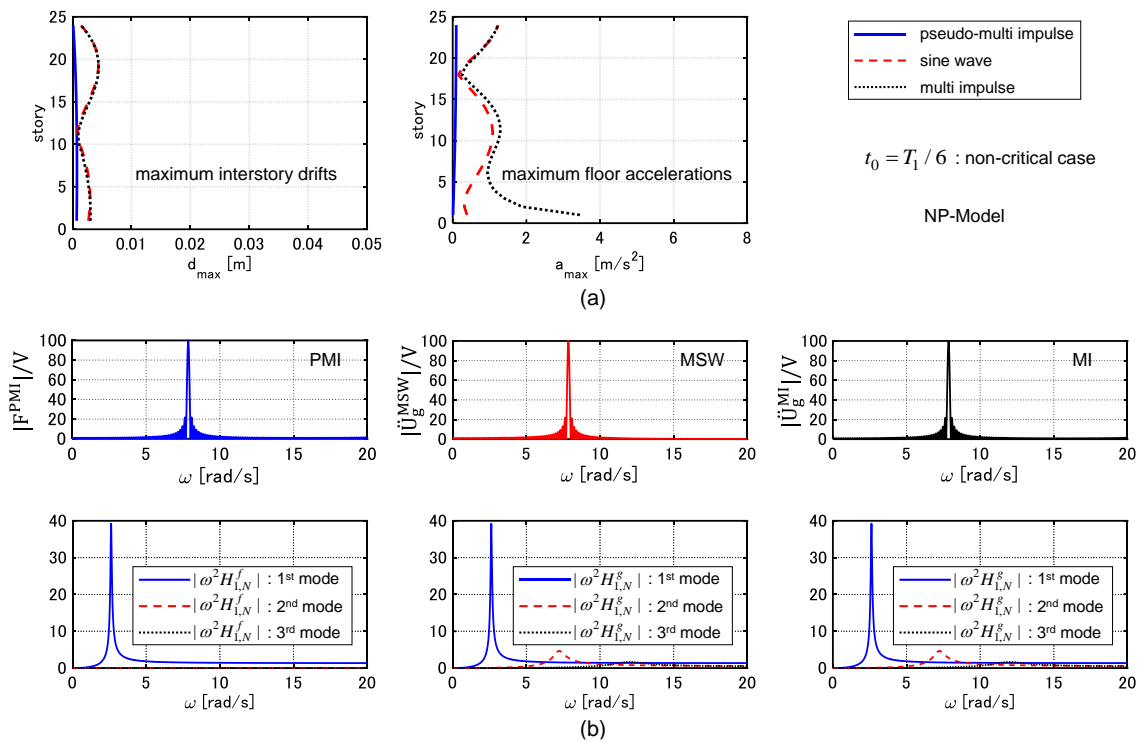 25
20
15
10
5
0
story
maximum interstory drifts
0 0.01 0.02 0.03 0.04 0.05
d_max [m]
25
20
15
10
5
0
story
maximum floor accelerations
0 2 4 6 8
a_max [m/s²]
pseudo-multi impulse
sine wave
multi impulse
t₀ = T₁ / 6 : non-critical case
NP-Model
(a)
100
80
60
40
20
0
|F^PMI|/V
PMI
0 5 10 15 20
ω [rad/s]
100
80
60
40
20
0
|Ü_g^MSW|/V
MSW
0 5 10 15 20
ω [rad/s]
100
80
60
40
20
0
|Ü_g^MI|/V
MI
0 5 10 15 20
ω [rad/s]
40
30
20
10
0
|ω²H^f_1,N| : 1st mode
|ω²H^f_1,N| : 2nd mode
|ω²H^f_1,N| : 3rd mode
0 5 10 15 20
ω [rad/s]
40
30
20
10
0
|ω²H^g_1,N| : 1st mode
|ω²H^g_1,N| : 2nd mode
|ω²H^g_1,N| : 3rd mode
0 5 10 15 20
ω [rad/s]
40
30
20
10
0
|ω²H^g_1,N| : 1st mode
|ω²H^g_1,N| : 2nd mode
|ω²H^g_1,N| : 3rd mode
0 5 10 15 20
ω [rad/s]
(b)